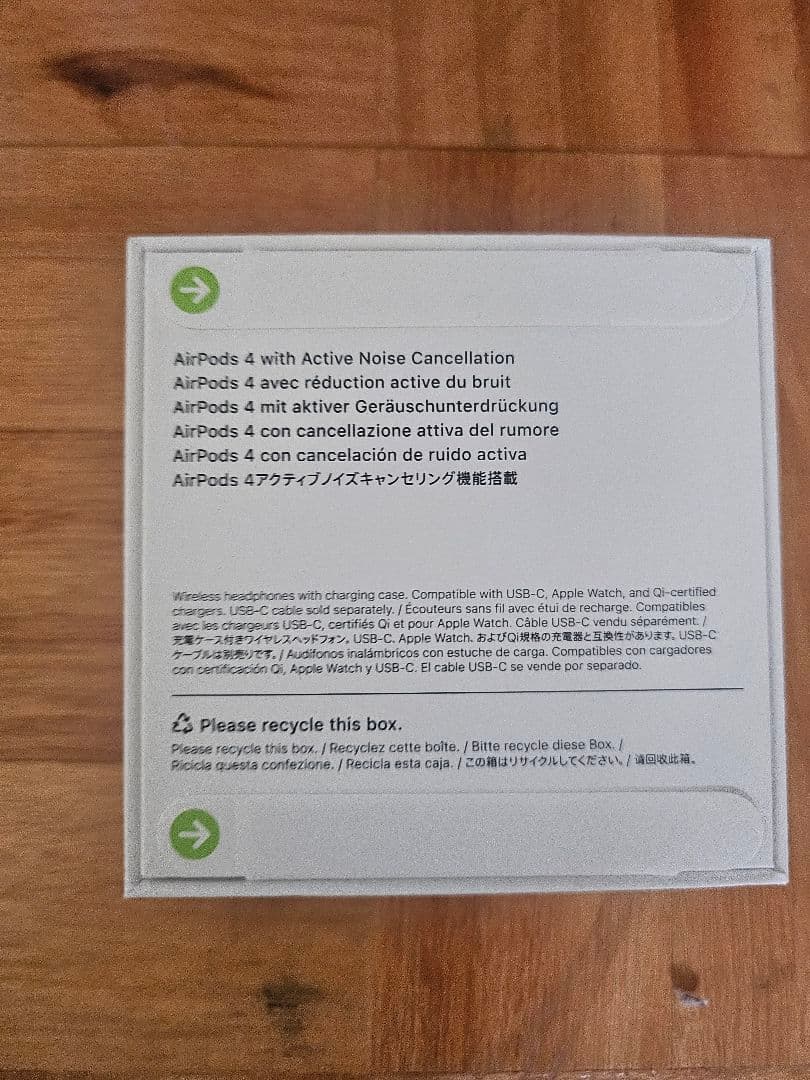 AirPods 4 with Active Noise Cancellation
AirPods 4 avec réduction active du bruit
AirPods 4 mit aktiver Geräuschunterdrückung
AirPods 4 con cancellazione attiva del rumore
AirPods 4 con cancelación de ruido activa
AirPods 4アクティブノイズキャンセリング機能搭載
Wireless headphones with charging case. Compatible with USB-C, Apple Watch, and Qi-certified
chargers. USB-C cable sold separately. / Écouteurs sans fil avec étui de recharge. Compatibles
avec les chargeurs USB-C, certifiés Qi et pour Apple Watch. Câble USB-C vendu séparément. /
充電ケース付きワイヤレスヘッドフォン。USB-C、Apple Watch、およびQi規格の充電器と互換性があります。USB-C
ケーブルは別売りです。/ Audífonos inalámbricos con estuche de carga. Compatibles con cargadores
con certificación Qi, Apple Watch y USB-C. El cable USB-C se vende por separado.
Please recycle this box.
Please recycle this box. / Recyclez cette boîte. / Bitte recycle diese Box. /
Ricicla questa confezione. / Recicla esta caja. / この箱はリサイクルしてください。/ 请回收此箱。